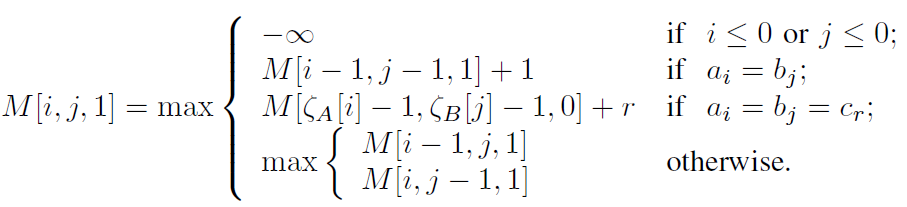 −∞ if i ≤ 0 or j ≤ 0;
M[i − 1, j − 1, 1] + 1 if a_i = b_j;
M[i, j, 1] = max { M[ζ_A[i] − 1, ζ_B[j] − 1, 0] + r if a_i = b_j = c_r;
max { M[i − 1, j, 1] otherwise.
M[i, j − 1, 1]